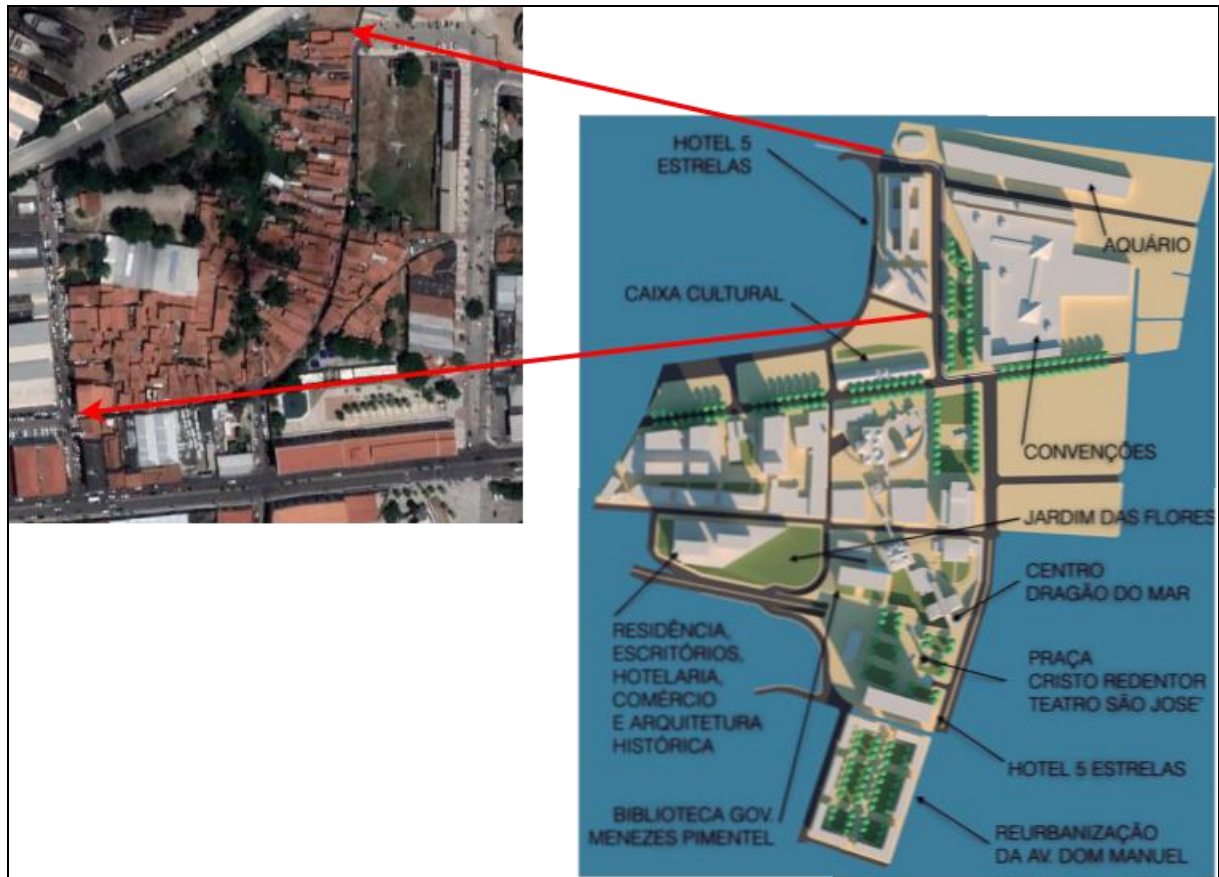 HOTEL 5
ESTRELAS
AQUÁRIO
CAIXA CULTURAL
CONVENÇÕES
JARDIM DAS FLORES
CENTRO
DRAGÃO DO MAR
RESIDÊNCIA,
ESCRITÓRIOS,
HOTELARIA,
COMÉRCIO
E ARQUITETURA
HISTÓRICA
PRAÇA
CRISTO REDENTOR
TEATRO SÃO JOSE'
HOTEL 5 ESTRELAS
BIBLIOTECA GOV.
MENEZES PIMENTEL
REURBANIZAÇÃO
DA AV. DOM MANUEL